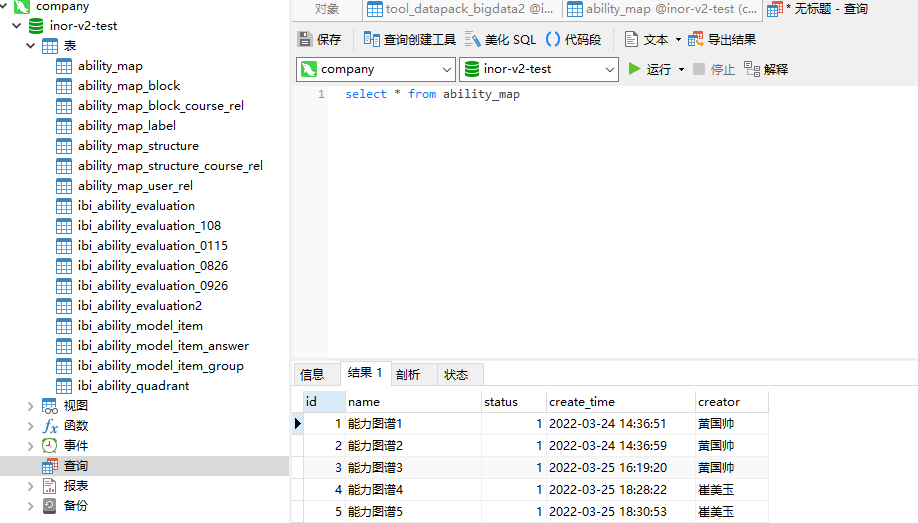 company
inor-v2-test
表
ability_map
ability_map_block
ability_map_block_course_rel
ability_map_label
ability_map_structure
ability_map_structure_course_rel
ability_map_user_rel
ibi_ability_evaluation
ibi_ability_evaluation_108
ibi_ability_evaluation_0115
ibi_ability_evaluation_0826
ibi_ability_evaluation_0926
ibi_ability_evaluation2
ibi_ability_model_item
ibi_ability_model_item_answer
ibi_ability_model_item_group
ibi_ability_quadrant
视图
fx 函数
事件
查询
报表
备份
对象 tool_datapack_bigdata2 @i... ability_map @inor-v2-test (c... * 无标题 - 查询
保存 查询创建工具 美化 SQL () 代码段 文本 导出结果
company inor-v2-test 运行 停止 解释
1 select * from ability_map
信息 结果 1 剖析 状态
id name status create_time creator
1 能力图谱1 1 2022-03-24 14:36:51 黄国帅
2 能力图谱2 1 2022-03-24 14:36:59 黄国帅
3 能力图谱3 1 2022-03-25 16:19:20 黄国帅
4 能力图谱4 1 2022-03-25 18:28:22 崔美玉
5 能力图谱5 1 2022-03-25 18:30:53 崔美玉